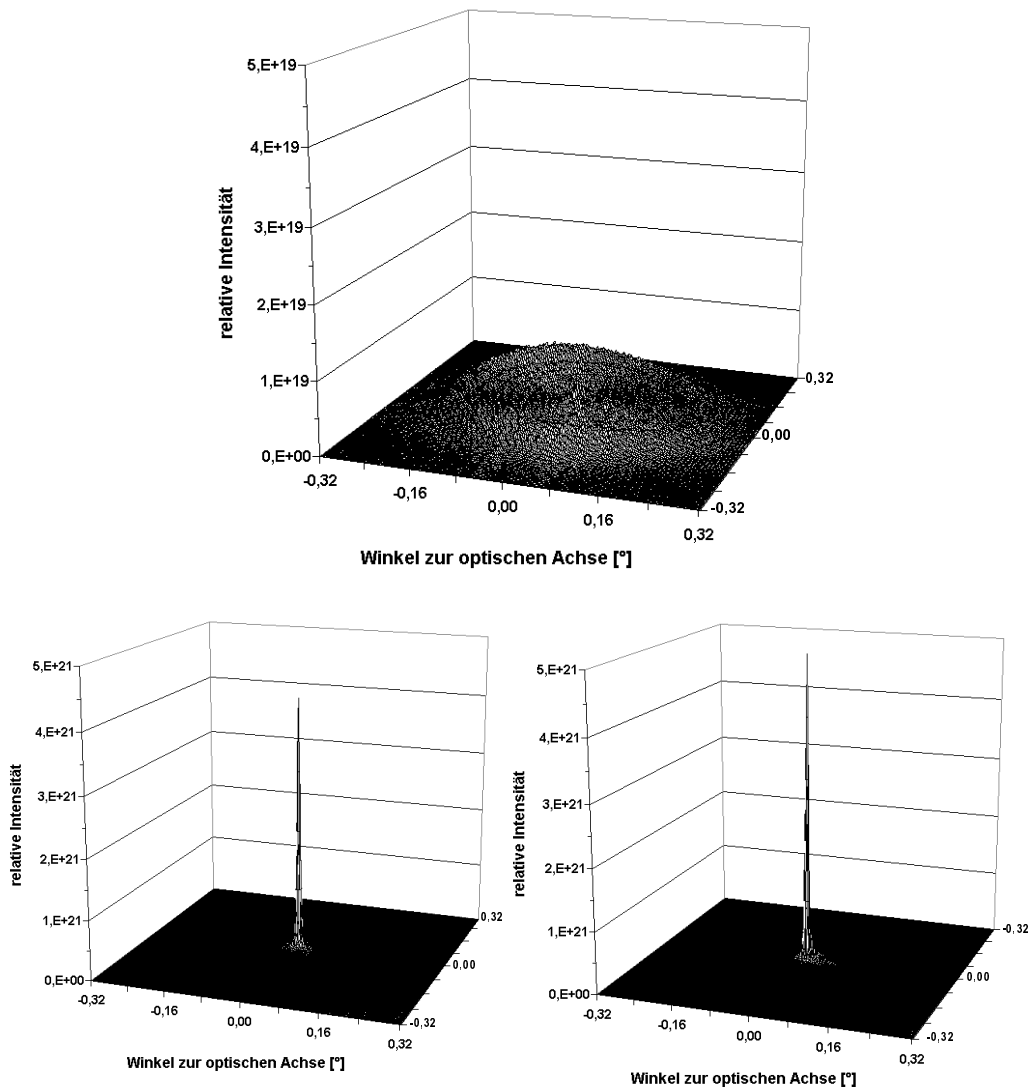 5,E+19
4,E+19
3,E+19
2,E+19
1,E+19
0,E+00
relative Intensität
-0,32
-0,16
0,00
0,16
0,32
-0,32
0,00
0,32
Winkel zur optischen Achse [°]
5,E+21
4,E+21
3,E+21
2,E+21
1,E+21
0,E+00
relative Intensität
-0,32
-0,16
0,00
0,16
0,32
-0,32
0,00
0,32
Winkel zur optischen Achse [°]
5,E+21
4,E+21
3,E+21
2,E+21
1,E+21
0,E+00
relative Intensität
-0,32
-0,16
0,00
0,16
0,32
-0,32
0,00
-0,32
Winkel zur optischen Achse [°]